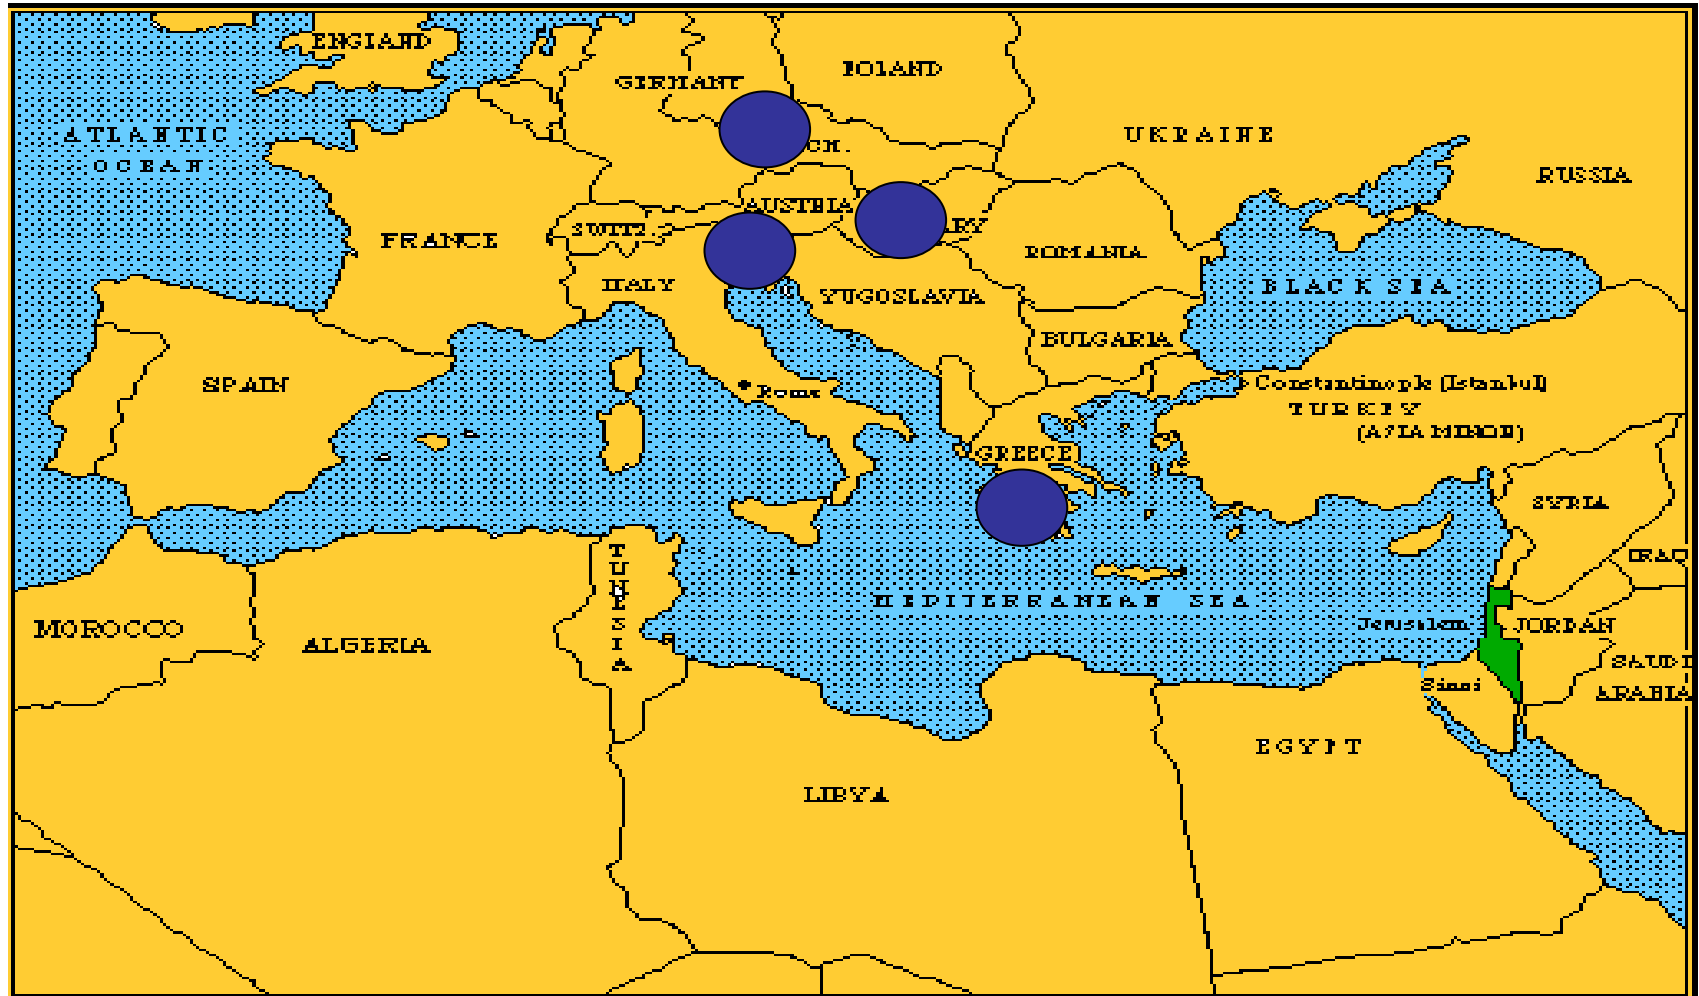 ENGLAND
GERMANY
POLAND
ATLANTIC
OCEAN
UKRAINE
CH.
RUSSIA
AUSTRIA
SWITZ.
FRANCE
RY
ROMANIA
ITALY
BLACK SEA
YUGOSLAVIA
BULGARIA
SPAIN
Rome
Constantinople (Istanbul)
TURKEY
(ASIA MINOR)
GREECE
SYRIA
IRAQ
TUNESIA
MEDITERRANEAN SEA
MOROCCO
ALGERIA
Jerusalem
JORDAN
SAUDI
ARABIA
Sinai
EGYPT
LIBYA